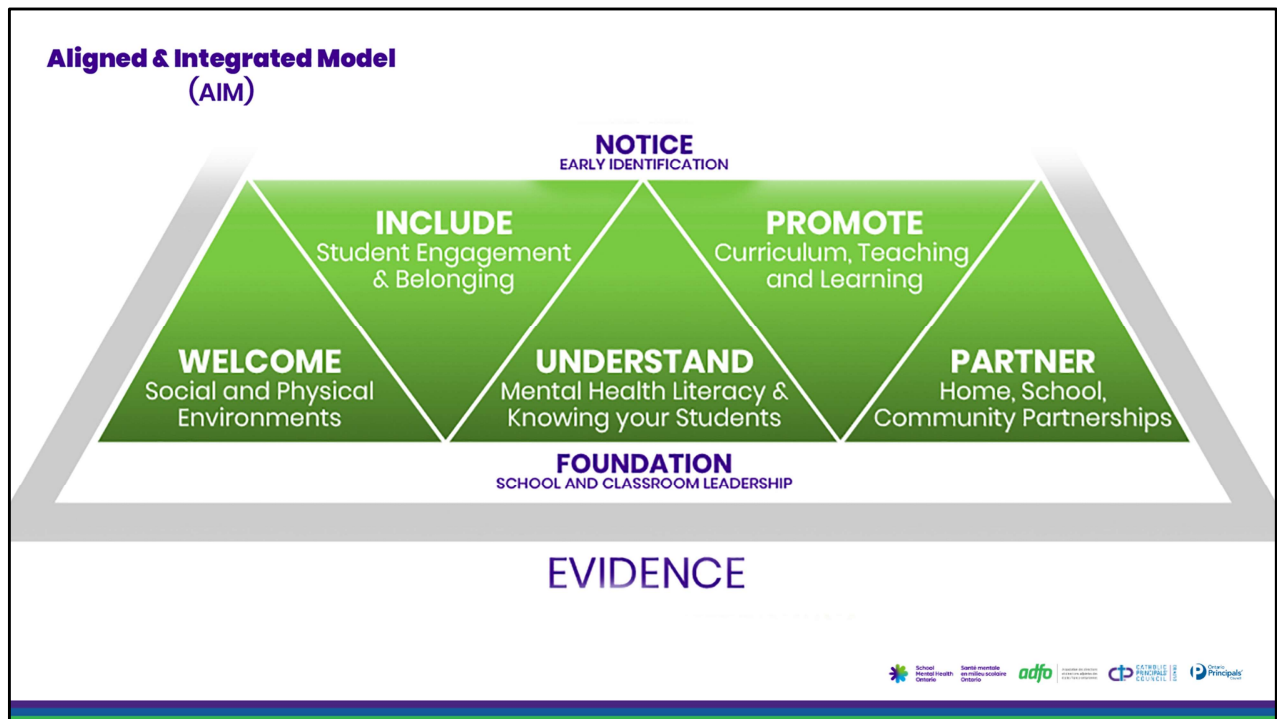 Aligned & Integrated Model
(AIM)
NOTICE
EARLY IDENTIFICATION
INCLUDE
Student Engagement
& Belonging
PROMOTE
Curriculum, Teaching
and Learning
WELCOME
Social and Physical
Environments
UNDERSTAND
Mental Health Literacy &
Knowing your Students
PARTNER
Home, School,
Community Partnerships
FOUNDATION
SCHOOL AND CLASSROOM LEADERSHIP
EVIDENCE
School
Mental Health
Ontario
Santé mentale
en milieu scolaire
Ontario
adfo
CATHOLIC
PRINCIPALS'
COUNCIL
Ontario
Principals'